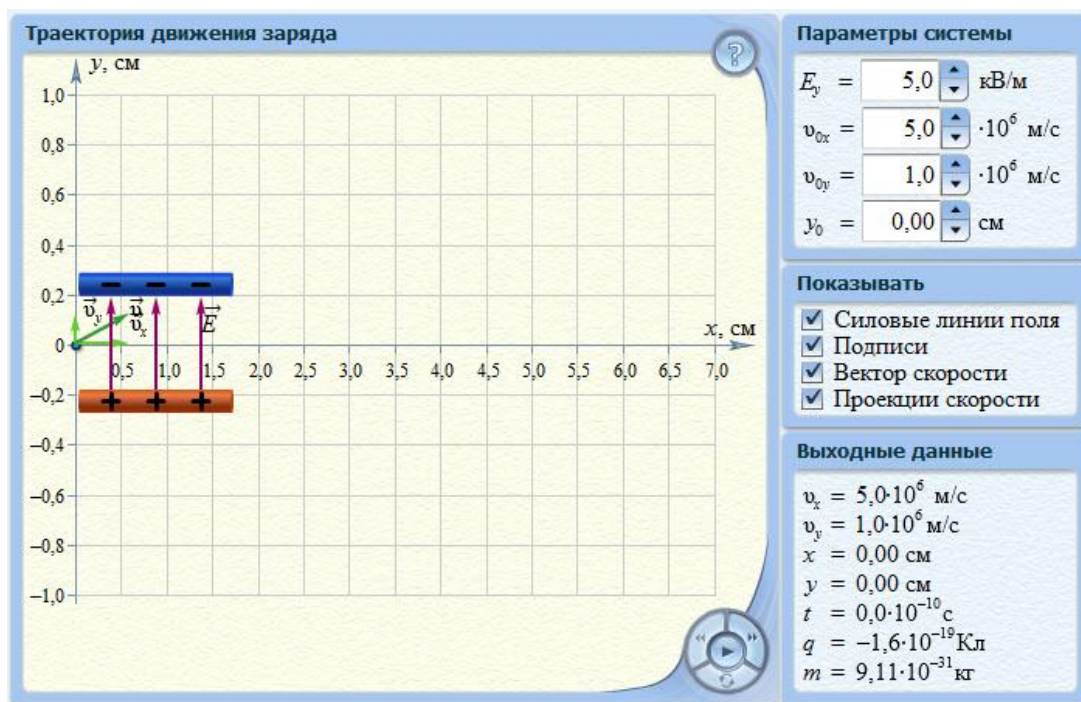 Траектория движения заряда
y, см
1,0
0,8
0,6
0,4
0,2
0
–0,2
–0,4
–0,6
–0,8
–1,0
υ⃗y υ⃗ υ⃗x E⃗
x, см
0,5 1,0 1,5 2,0 2,5 3,0 3,5 4,0 4,5 5,0 5,5 6,0 6,5 7,0
?
Параметры системы
Ey = 5,0 кВ/м
υ0x = 5,0 ·10⁶ м/с
υ0y = 1,0 ·10⁶ м/с
y0 = 0,00 см
Показывать
Силовые линии поля
Подписи
Вектор скорости
Проекции скорости
Выходные данные
υx = 5,0·10⁶ м/с
υy = 1,0·10⁶ м/с
x = 0,00 см
y = 0,00 см
t = 0,0·10⁻¹⁰ с
q = –1,6·10⁻¹⁹ Кл
m = 9,11·10⁻³¹ кг